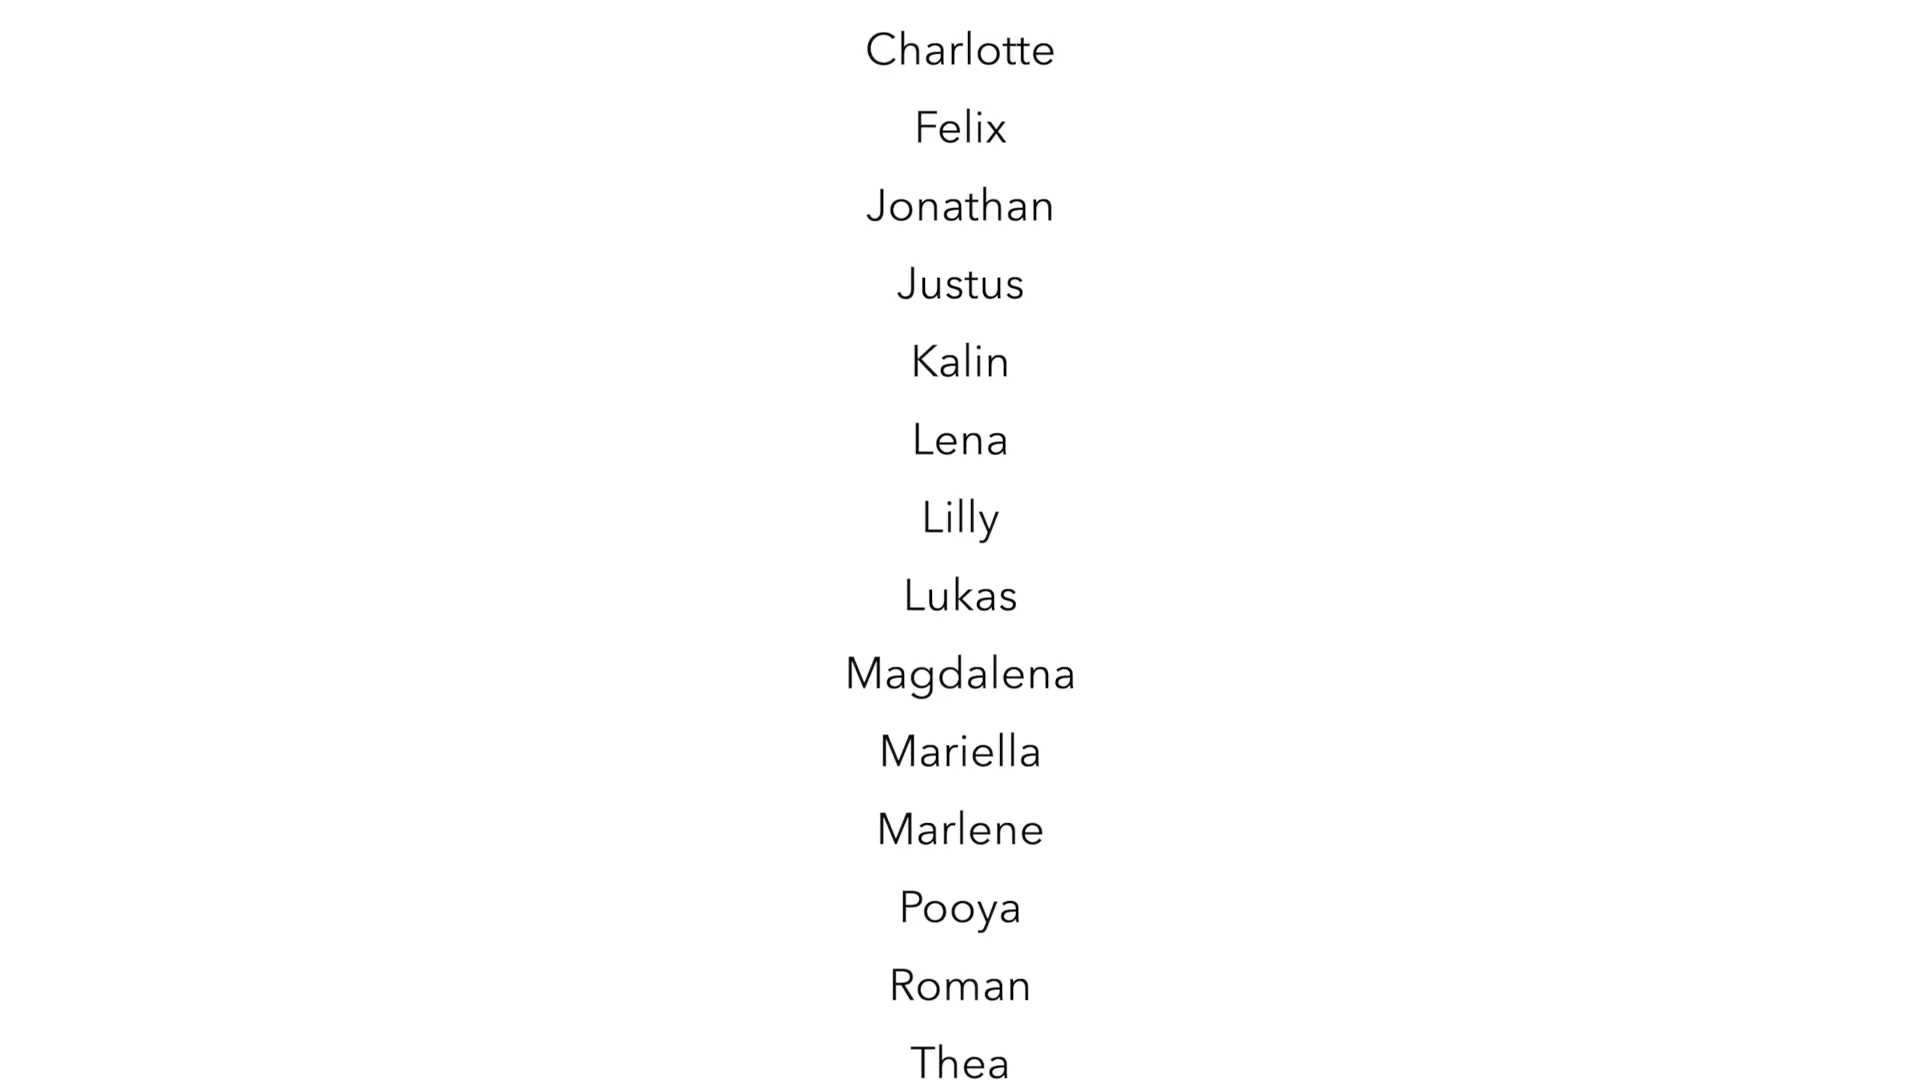 Charlotte
Felix
Jonathan
Justus
Kalin
Lena
Lilly
Lukas
Magdalena
Mariella
Marlene
Pooya
Roman
Thea